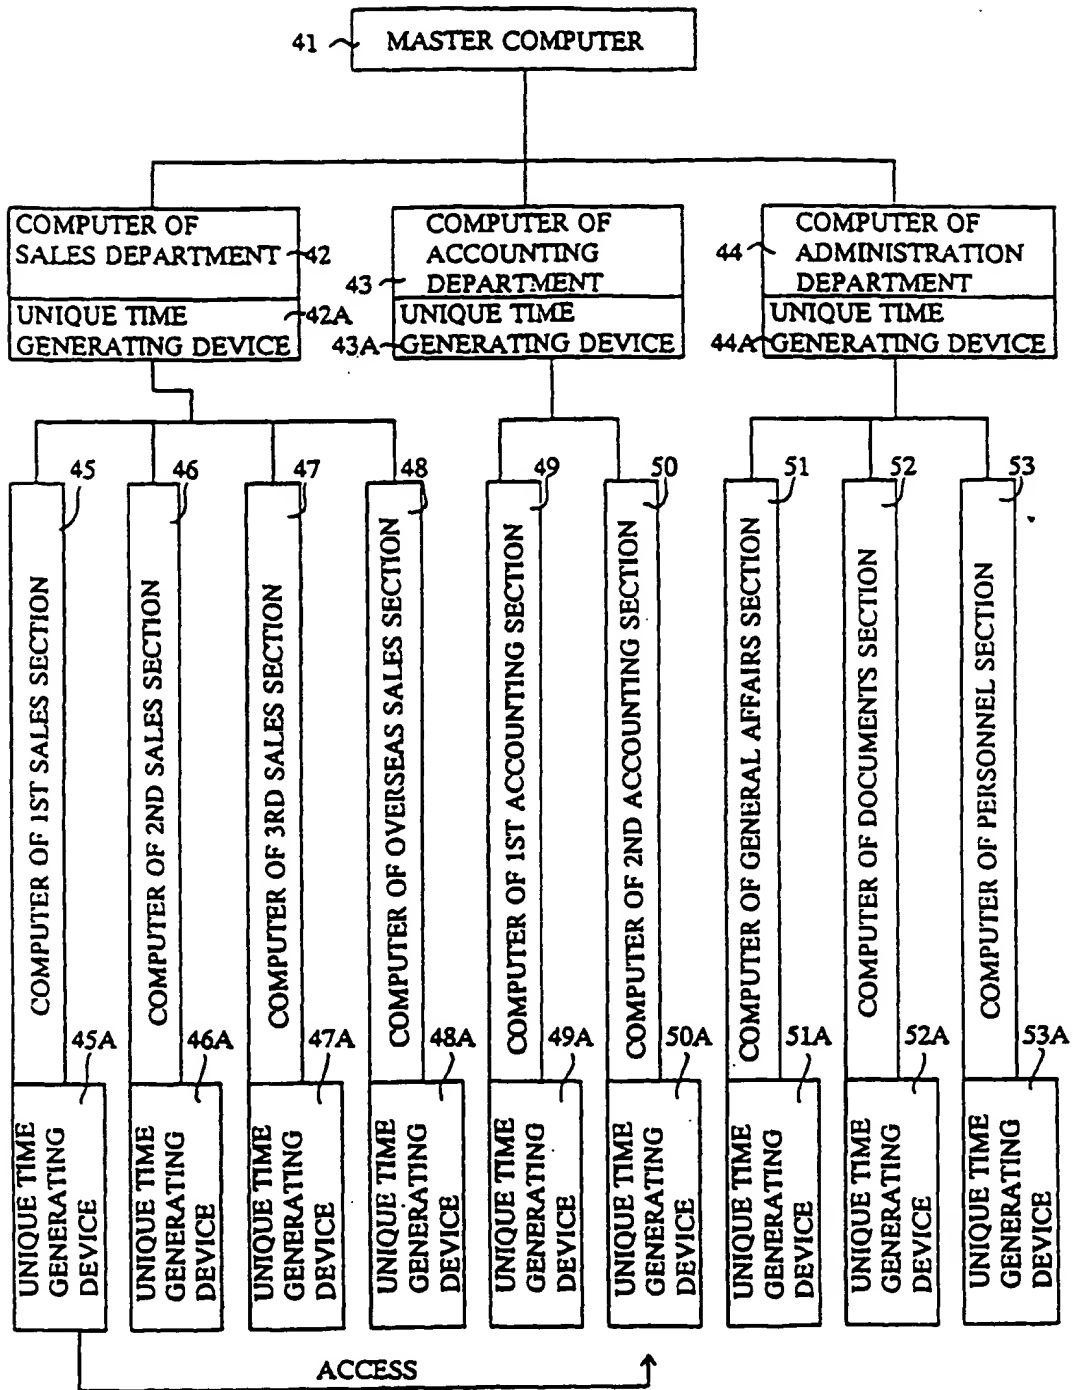 41
MASTER COMPUTER
COMPUTER OF
SALES DEPARTMENT
42
UNIQUE TIME
GENERATING DEVICE
42A
COMPUTER OF
ACCOUNTING
DEPARTMENT
43
UNIQUE TIME
GENERATING DEVICE
43A
COMPUTER OF
ADMINISTRATION
DEPARTMENT
44
UNIQUE TIME
GENERATING DEVICE
44A
45
COMPUTER OF 1ST SALES SECTION
46
COMPUTER OF 2ND SALES SECTION
47
COMPUTER OF 3RD SALES SECTION
48
COMPUTER OF OVERSEAS SALES SECTION
49
COMPUTER OF 1ST ACCOUNTING SECTION
50
COMPUTER OF 2ND ACCOUNTING SECTION
51
COMPUTER OF GENERAL AFFAIRS SECTION
52
COMPUTER OF DOCUMENTS SECTION
53
COMPUTER OF PERSONNEL SECTION
45A
UNIQUE TIME
GENERATING
DEVICE
46A
UNIQUE TIME
GENERATING
DEVICE
47A
UNIQUE TIME
GENERATING
DEVICE
48A
UNIQUE TIME
GENERATING
DEVICE
49A
UNIQUE TIME
GENERATING
DEVICE
50A
UNIQUE TIME
GENERATING
DEVICE
51A
UNIQUE TIME
GENERATING
DEVICE
52A
UNIQUE TIME
GENERATING
DEVICE
53A
UNIQUE TIME
GENERATING
DEVICE
ACCESS